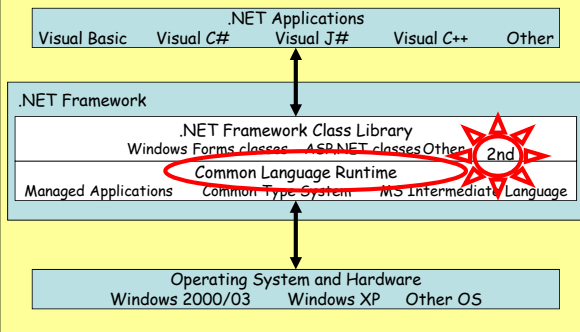 .NET Applications
Visual Basic Visual C# Visual J# Visual C++ Other
.NET Framework
.NET Framework Class Library
Windows Forms classes ASP.NET classes Other
2nd
Common Language Runtime
Managed Applications Common Type System MS Intermediate Language
Operating System and Hardware
Windows 2000/03 Windows XP Other OS